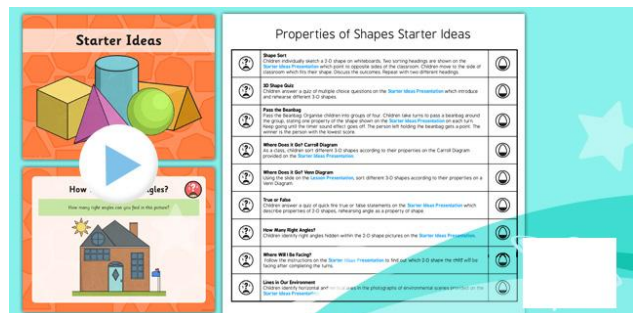 Starter Ideas
How
gles?
How many right angles can you find in this picture?
Properties of Shapes Starter Ideas
Shape Sort
Children individually sketch a 2-D shape on whiteboards. Two sorting headings are shown on the
Starter Ideas Presentation which point to opposite sides of the classroom. Children move to the side of
classroom which fits their shape. Discuss the outcomes. Repeat with two different headings.
3D Shape Quiz
Children answer a quiz of multiple choice questions on the Starter Ideas Presentation which introduce
and rehearse different 3-D shapes.
Pass the Beanbag
Pass the Beanbag Organise children into groups of four. Children take turns to pass a beanbag around
the group, stating one property of the shape shown on the Starter Ideas Presentation on each turn.
Keep going until the timer sound effect goes off. The person left holding the beanbag gets a point. The
winner is the person with the lowest score.
Where Does it Go? Carroll Diagram
As a class, children sort different 3-D shapes according to their properties on the Carroll Diagram
provided on the Starter Ideas Presentation.
Where Does it Go? Venn Diagram
Using the slide on the Lesson Presentation, sort different 3-D shapes according to their properties on a
Venn Diagram.
True or False
Children answer a quiz of quick fire true or false statements on the Starter Ideas Presentation which
describe properties of 2-D shapes, rehearsing angle as a property of shape.
How Many Right Angles?
Children identify right angles hidden within the 2-D shape pictures on the Starter Ideas Presentation.
Where Will I Be Facing?
Follow the instructions on the Starter Ideas Presentation to find out which 2-D shape the child will be
facing after completing the turns.
Lines in Our Environment
Children identify horizontal and vertical lines in the photographs of environmental scenes provided on the
Starter Ideas Presentation.